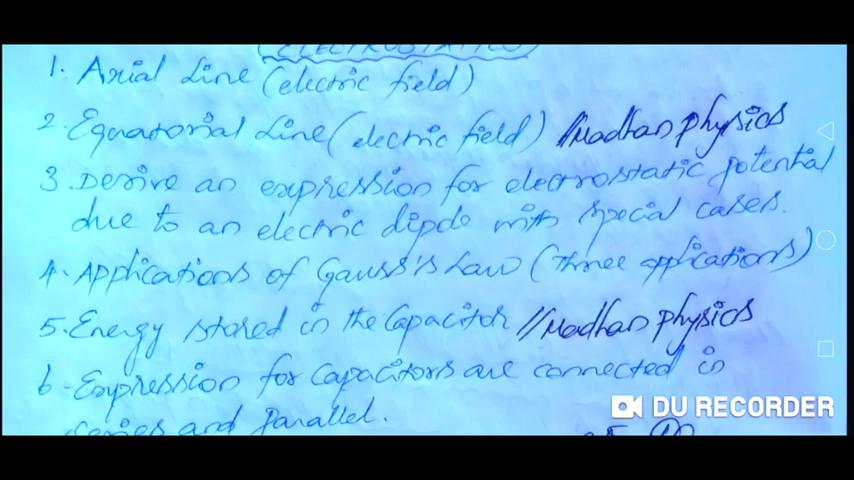 (ELECTROSTATICS)
1. Axial Line (electric field)
2. Equatorial Line (electric field) //Madhan physics
3. Derive an expression for electrostatic potential
due to an electric dipole with special cases.
4. Applications of Gauss's Law (Three applications)
5. Energy stored in the Capacitor //Madhan physics
6. Expression for Capacitors are connected in
series and Parallel.
DU RECORDER